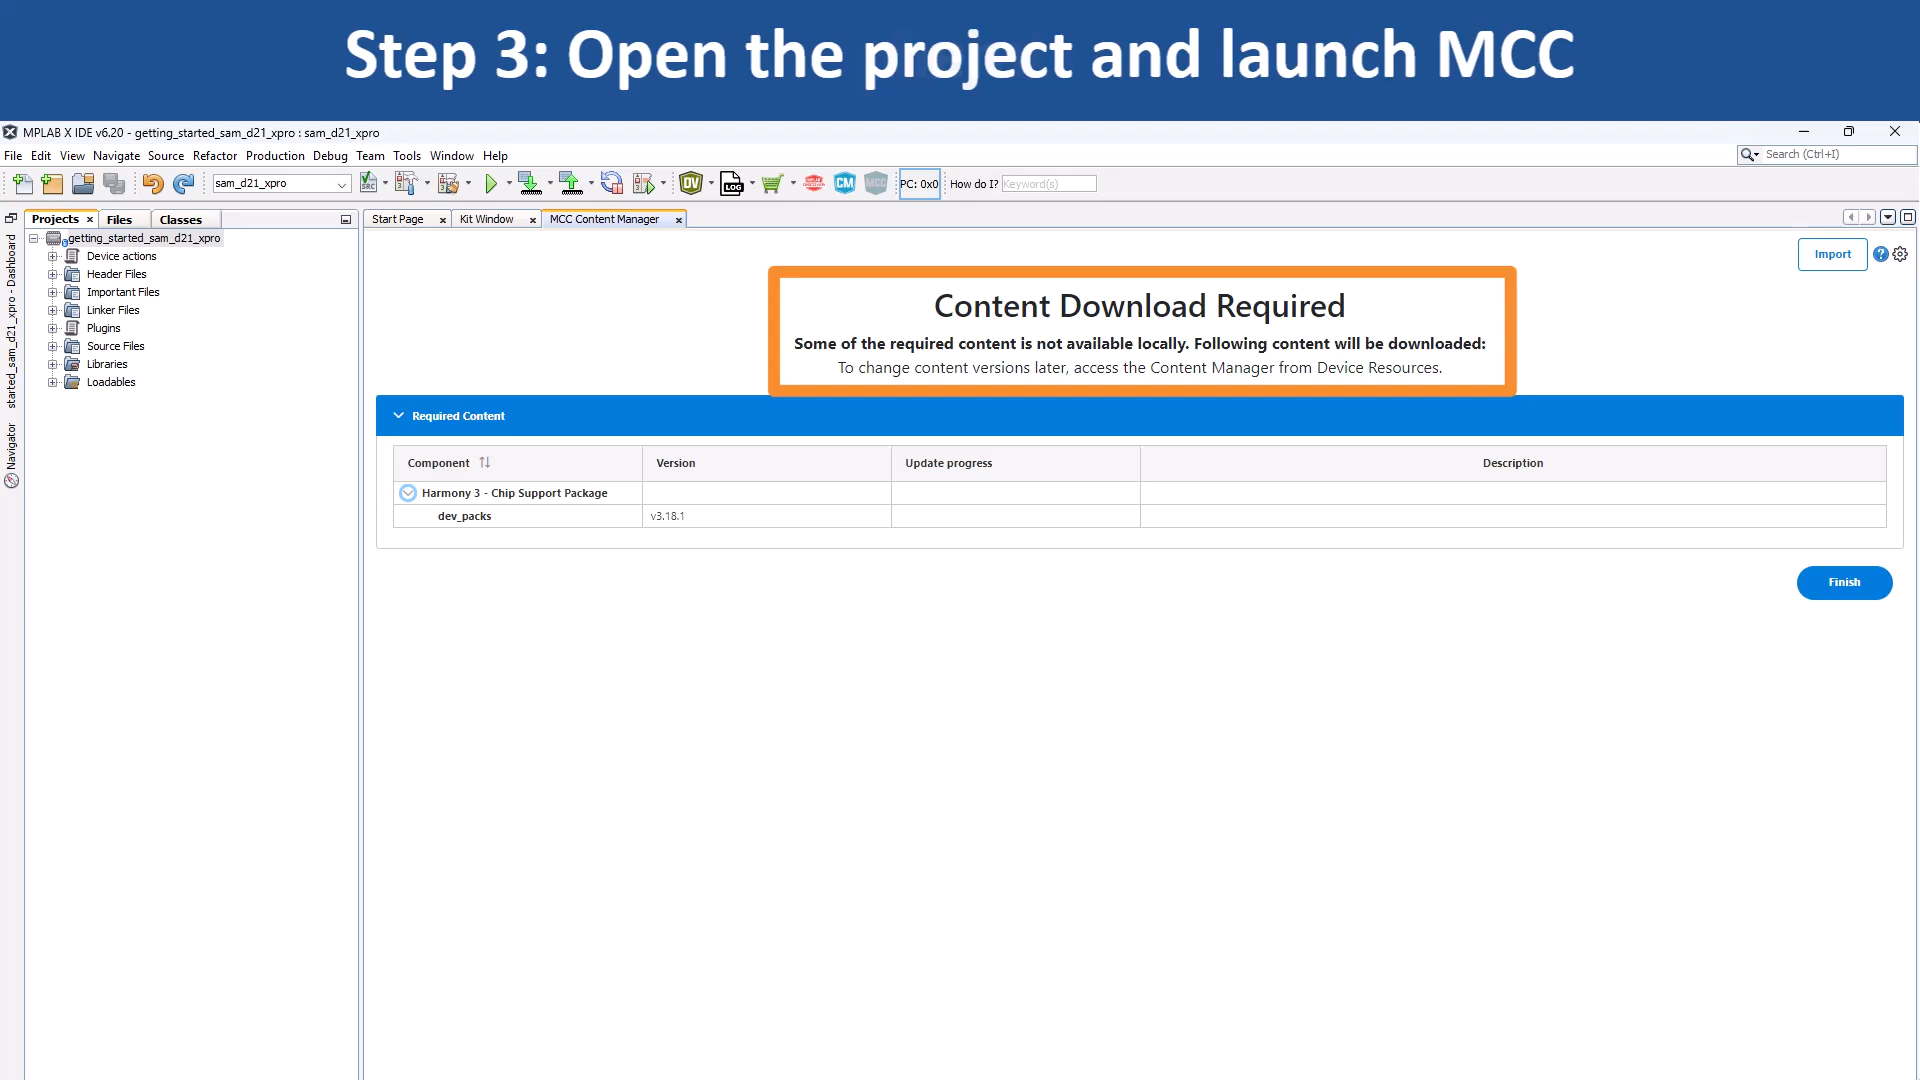 Step 3: Open the project and launch MCC
MPLAB X IDE v6.20 - getting_started_sam_d21_xpro : sam_d21_xpro
File Edit View Navigate Source Refactor Production Debug Team Tools Window Help
Search (Ctrl+I)
sam_d21_xpro
SRC
DV
LOG
CM
MCC
PC: 0x0
How do I?
Keyword(s)
Projects
Files
Classes
Start Page
Kit Window
MCC Content Manager
getting_started_sam_d21_xpro
Device actions
Header Files
Important Files
Linker Files
Plugins
Source Files
Libraries
Loadables
started_sam_d21_xpro - Dashboard
Navigator
Import
Content Download Required
Some of the required content is not available locally. Following content will be downloaded:
To change content versions later, access the Content Manager from Device Resources.
Required Content
Component Version Update progress Description
Harmony 3 - Chip Support Package
dev_packs v3.18.1
Finish